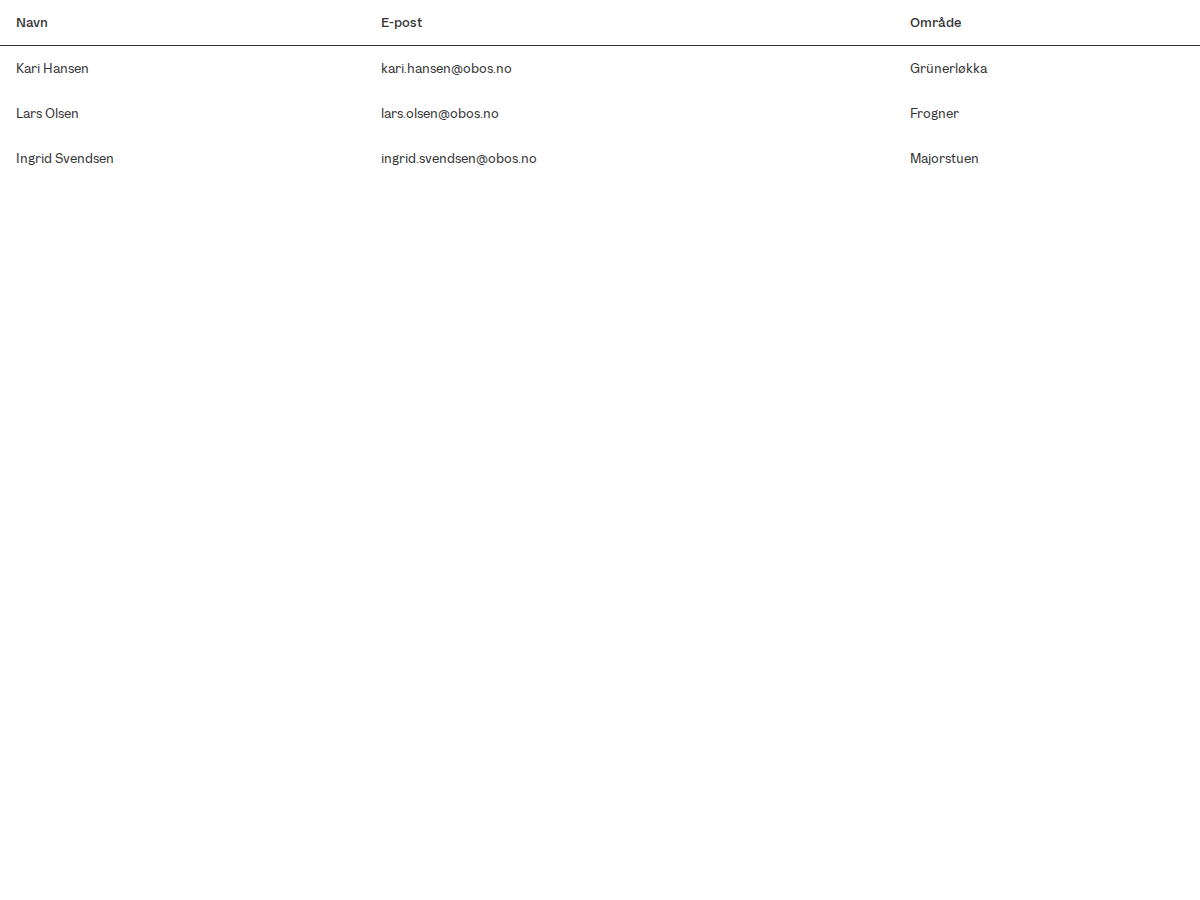 Navn E-post Område
Kari Hansen kari.hansen@obos.no Grünerløkka
Lars Olsen lars.olsen@obos.no Frogner
Ingrid Svendsen ingrid.svendsen@obos.no Majorstuen